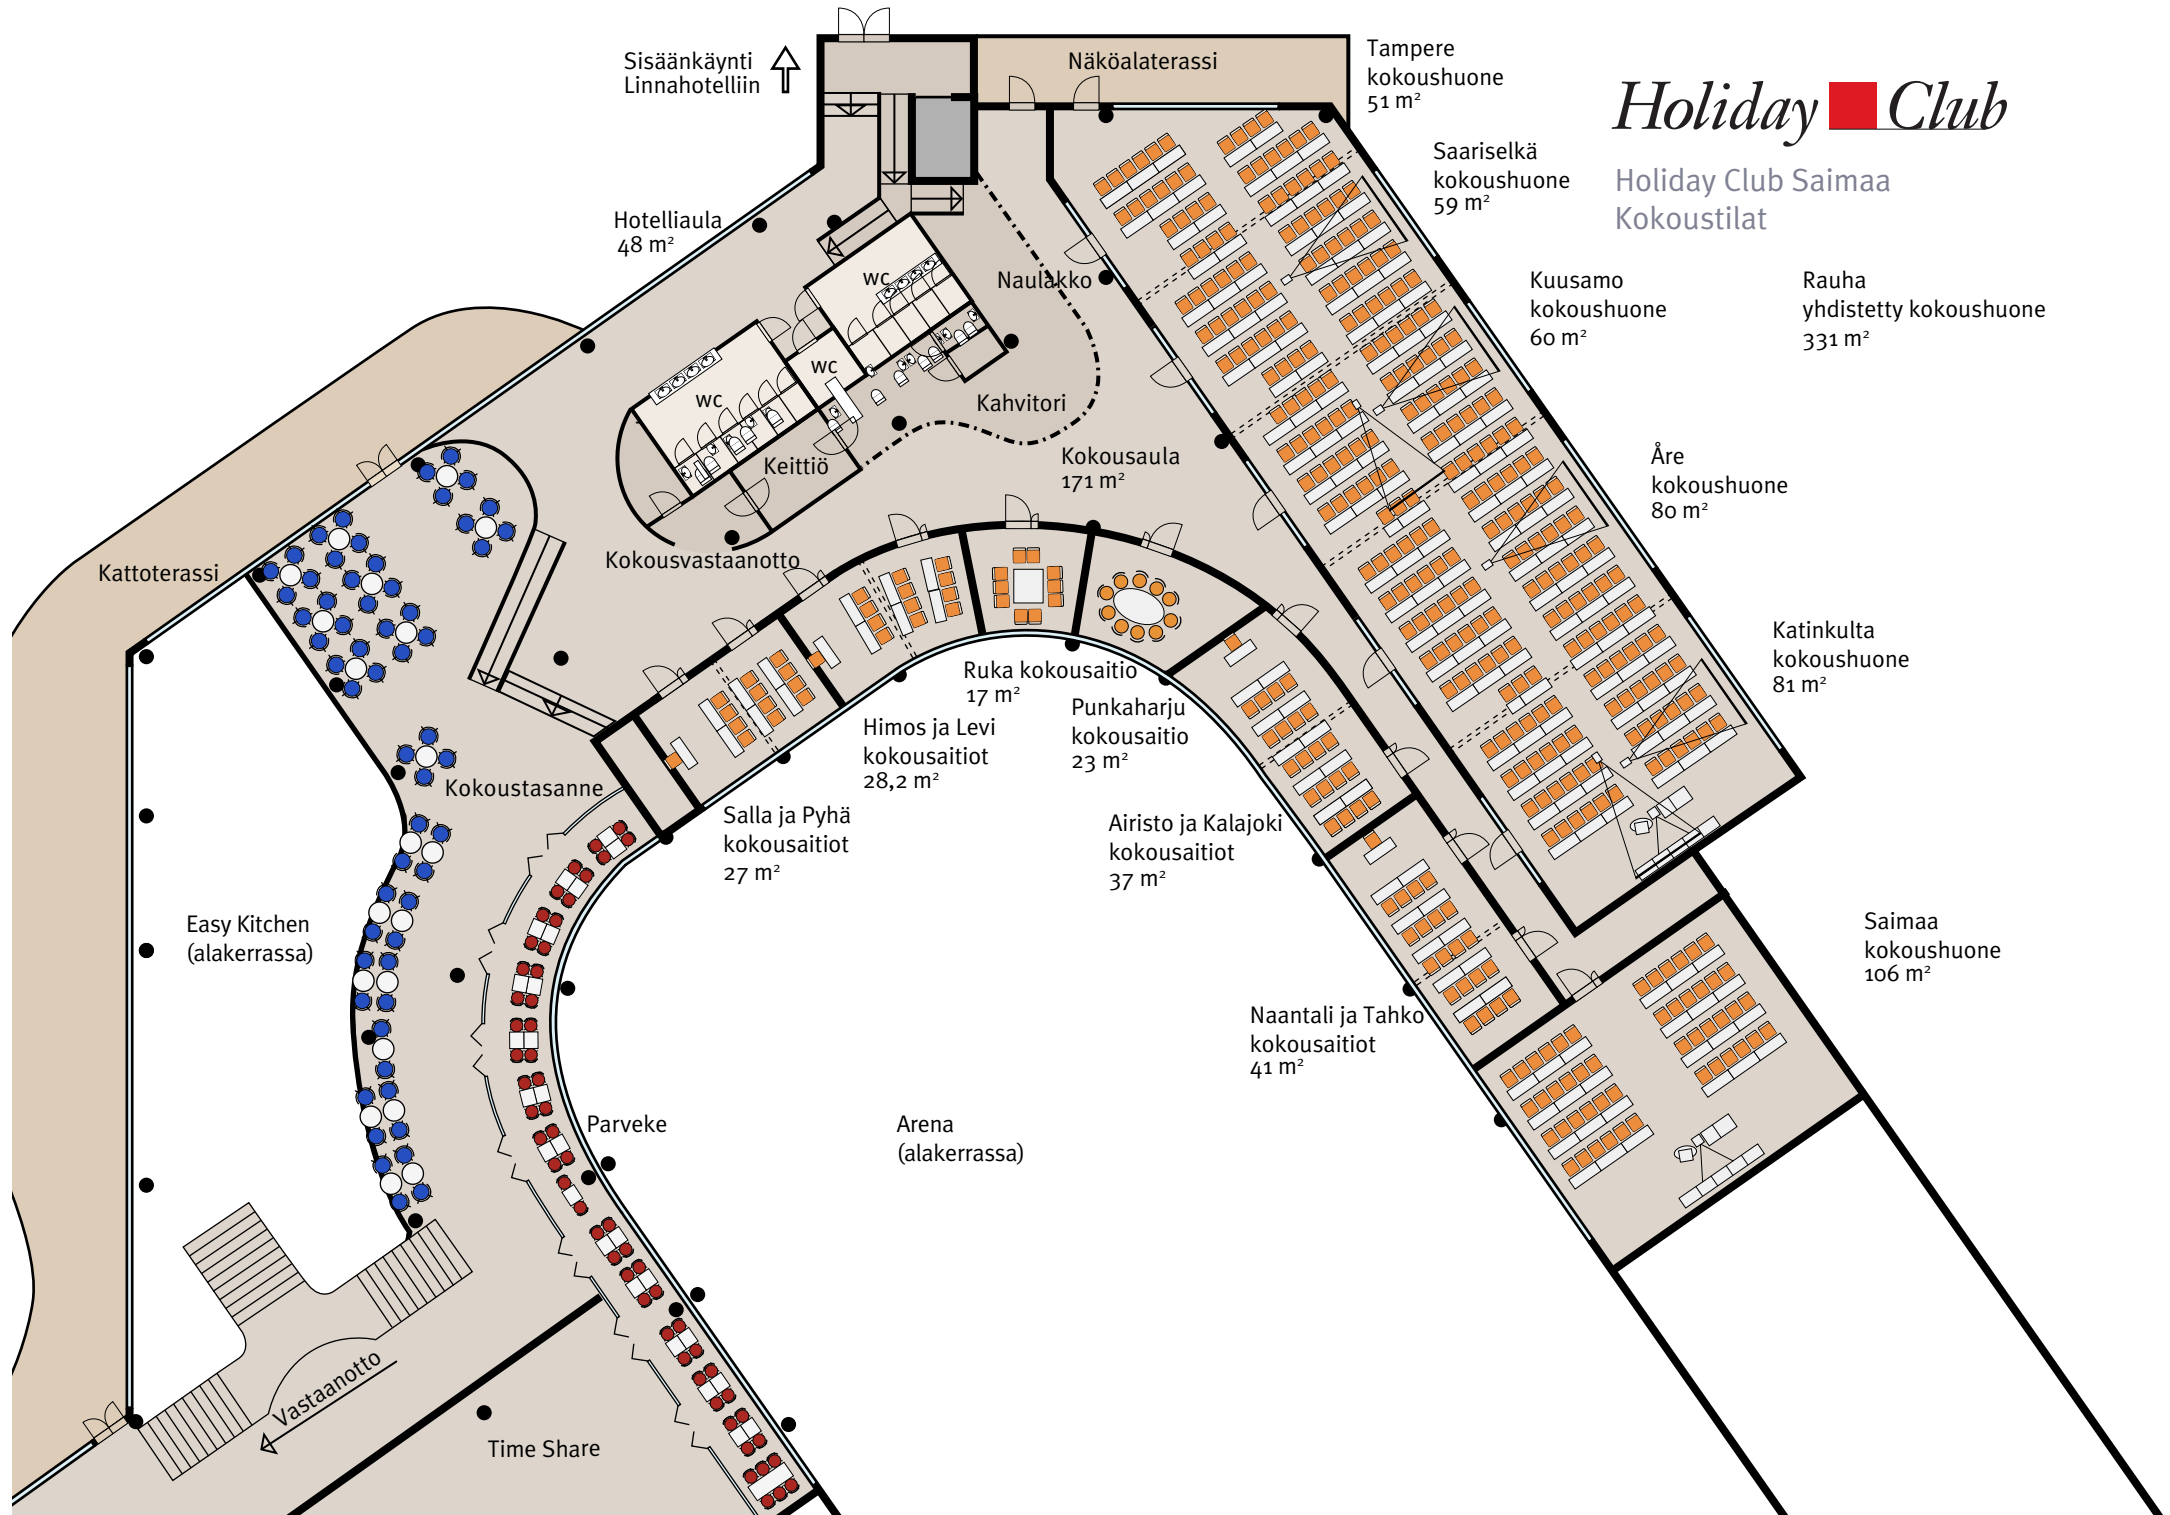 Sisäänkäynti
Linnahotelliin
Näköalaterassi
Tampere
kokoushuone
51 m²
Holiday Club
Holiday Club Saimaa
Kokoustilat
Saariselkä
kokoushuone
59 m²
Hotelliaula
48 m²
wc
Naulakko
Kuusamo
kokoushuone
60 m²
Rauha
yhdistetty kokoushuone
331 m²
wc
wc
Kahvitori
Keittiö
Kokousaula
171 m²
Åre
kokoushuone
80 m²
Kattoterassi
Kokousvastaanotto
Katinkulta
kokoushuone
81 m²
Ruka kokousaitio
17 m²
Punkaharju
kokousaitio
23 m²
Himos ja Levi
kokousaitiot
28,2 m²
Kokoustasanne
Salla ja Pyhä
kokousaitiot
27 m²
Airisto ja Kalajoki
kokousaitiot
37 m²
Easy Kitchen
(alakerrassa)
Saimaa
kokoushuone
106 m²
Naantali ja Tahko
kokousaitiot
41 m²
Parveke
Arena
(alakerrassa)
Vastaanotto
Time Share